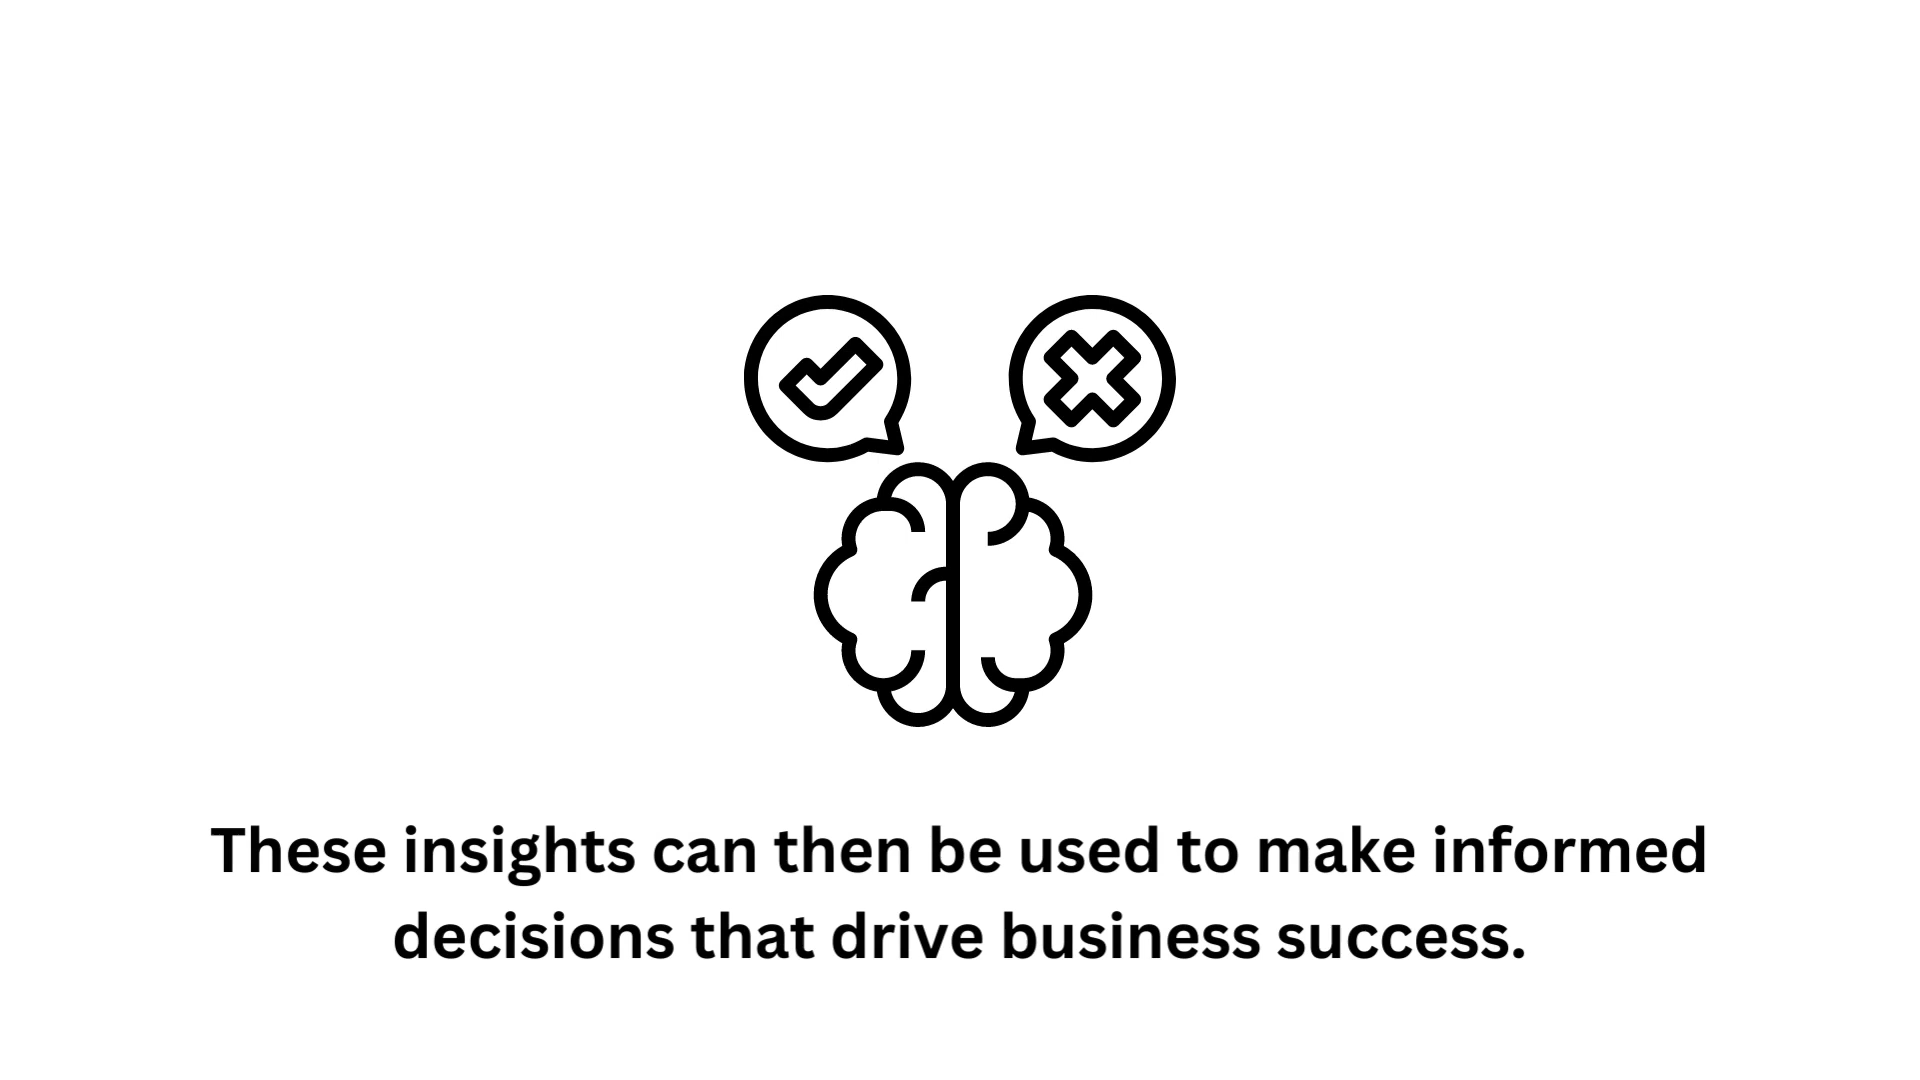 These insights can then be used to make informed
decisions that drive business success.